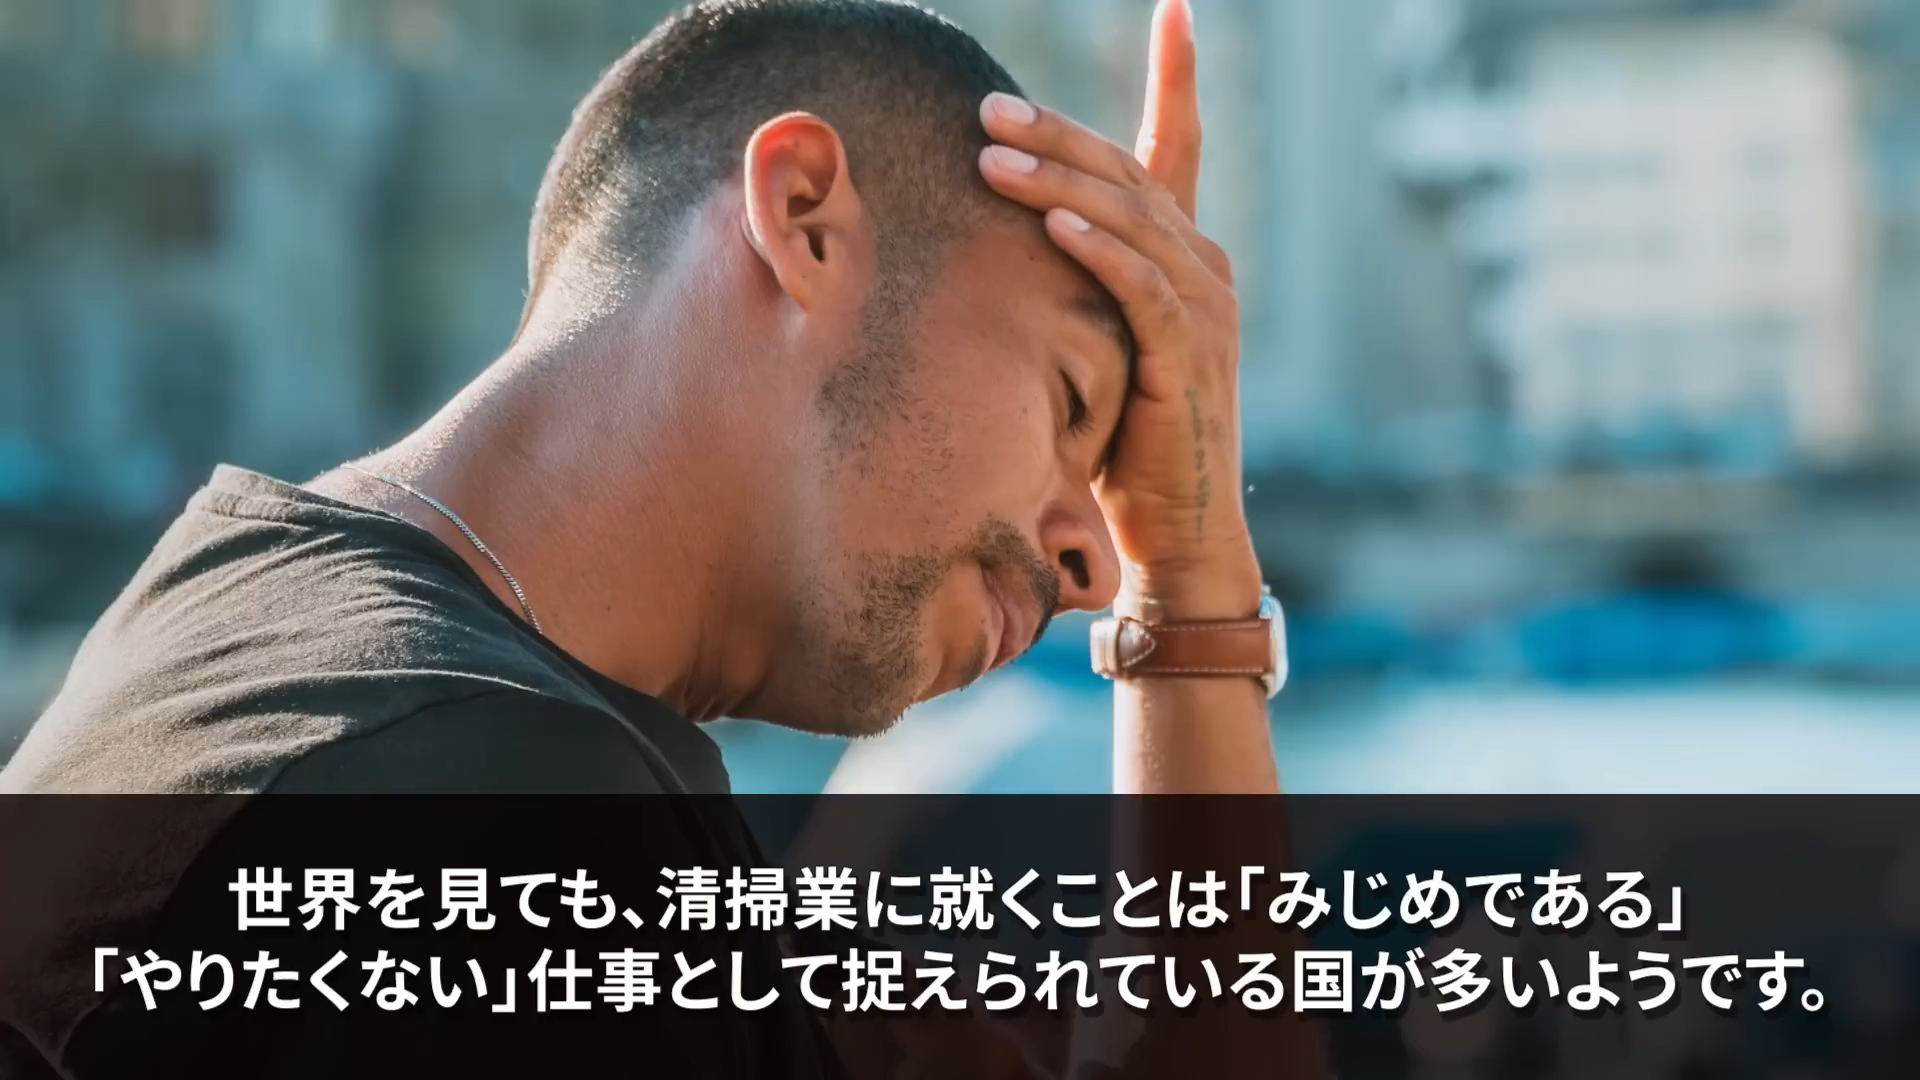 世界を見ても、清掃業に就くことは「みじめである」
「やりたくない」仕事として捉えられている国が多いようです。